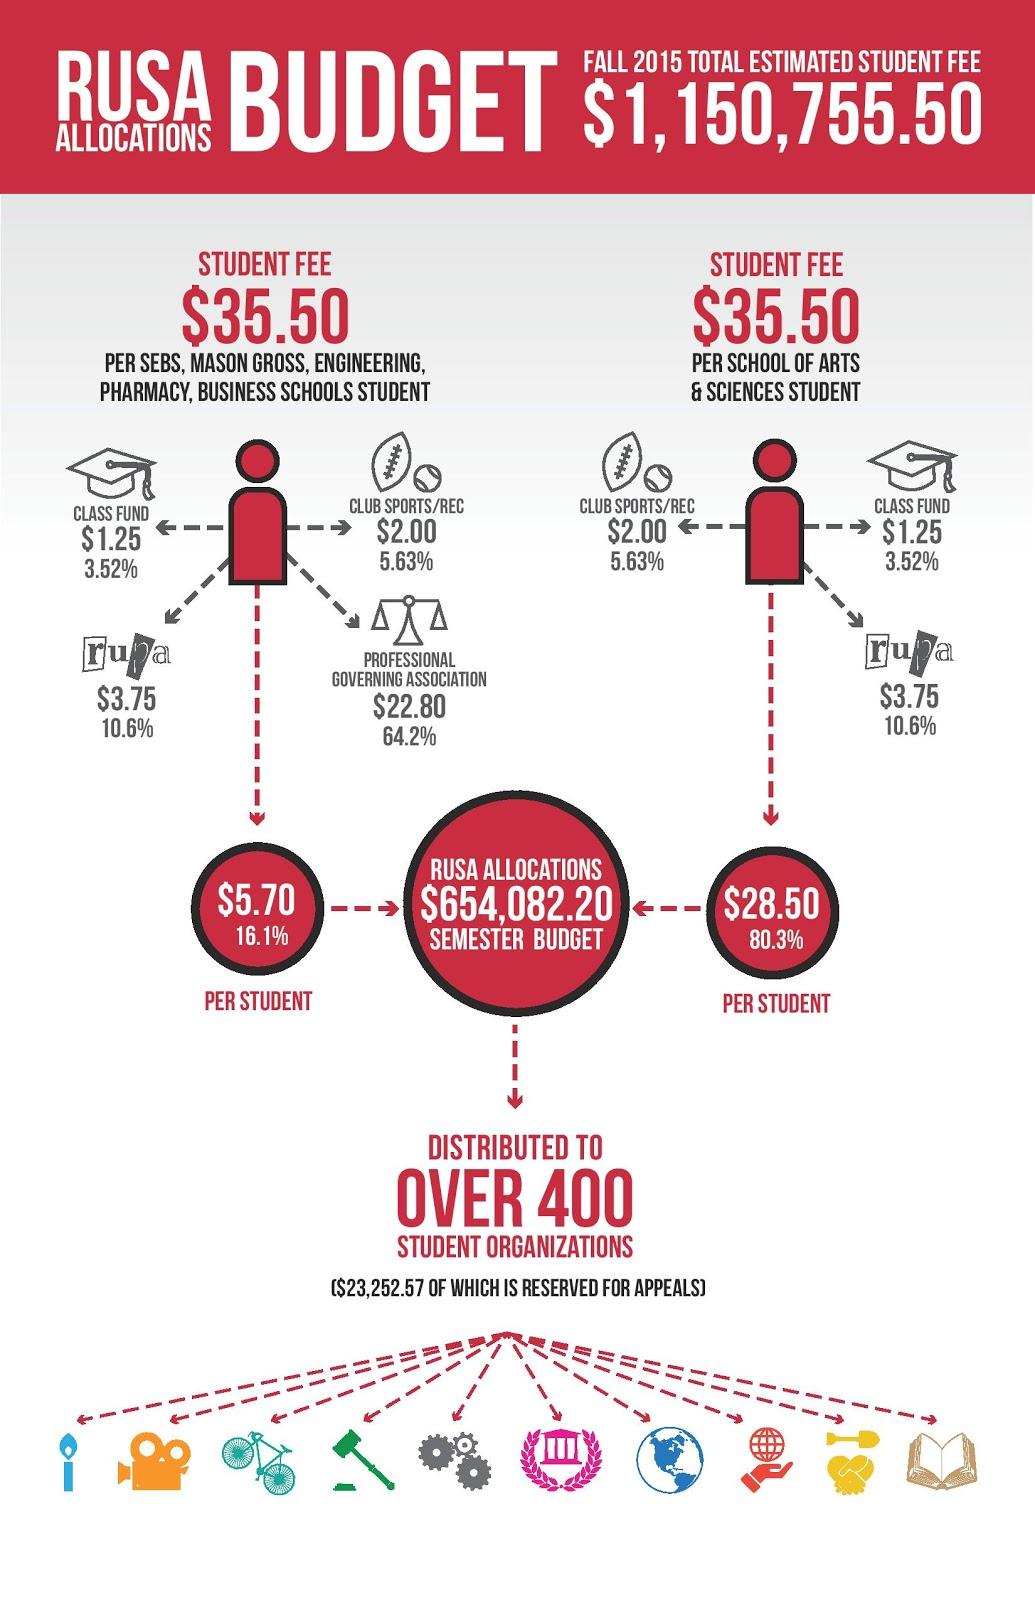 RUSA
ALLOCATIONS
BUDGET
FALL 2015 TOTAL ESTIMATED STUDENT FEE
$1,150,755.50
STUDENT FEE
$35.50
PER SEBS, MASON GROSS, ENGINEERING,
PHARMACY, BUSINESS SCHOOLS STUDENT
CLASS FUND
$1.25
3.52%
CLUB SPORTS/REC
$2.00
5.63%
rupa
$3.75
10.6%
PROFESSIONAL
GOVERNING ASSOCIATION
$22.80
64.2%
STUDENT FEE
$35.50
PER SCHOOL OF ARTS
& SCIENCES STUDENT
CLUB SPORTS/REC
$2.00
5.63%
CLASS FUND
$1.25
3.52%
rupa
$3.75
10.6%
$5.70
16.1%
PER STUDENT
RUSA ALLOCATIONS
$654,082.20
SEMESTER BUDGET
$28.50
80.3%
PER STUDENT
DISTRIBUTED TO
OVER 400
STUDENT ORGANIZATIONS
($23,252.57 OF WHICH IS RESERVED FOR APPEALS)